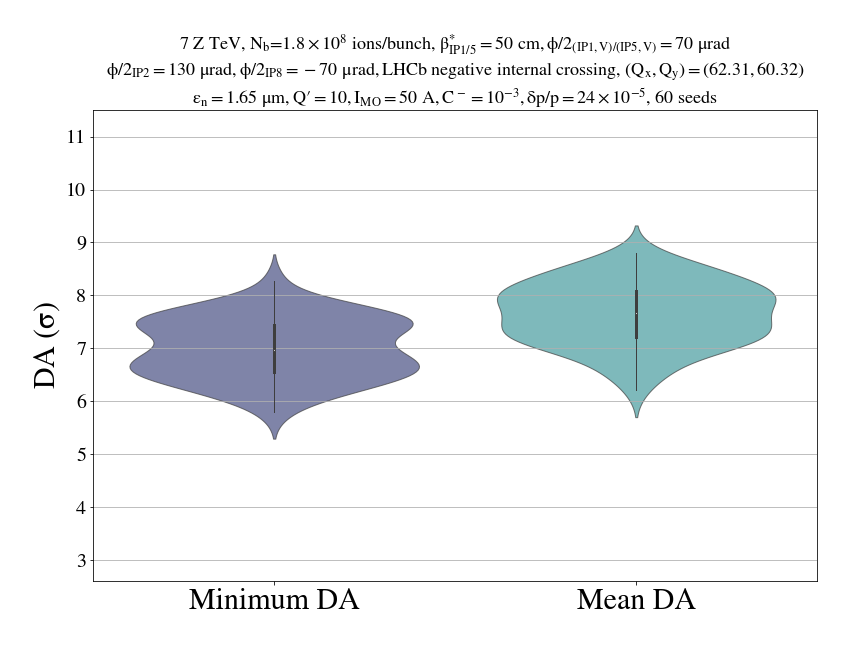 7 Z TeV, N_b=1.8 × 10^8 ions/bunch, β*_IP1/5 = 50 cm, ϕ/2_(IP1,V)/(IP5,V) = 70 μrad
ϕ/2_IP2 = 130 μrad, ϕ/2_IP8 = −70 μrad, LHCb negative internal crossing, (Q_x, Q_y) = (62.31, 60.32)
ε_n = 1.65 μm, Q′ = 10, I_MO = 50 A, C^− = 10^−3, δp/p = 24 × 10^−5, 60 seeds
11
10
9
8
7
6
5
4
3
DA (σ)
Minimum DA
Mean DA